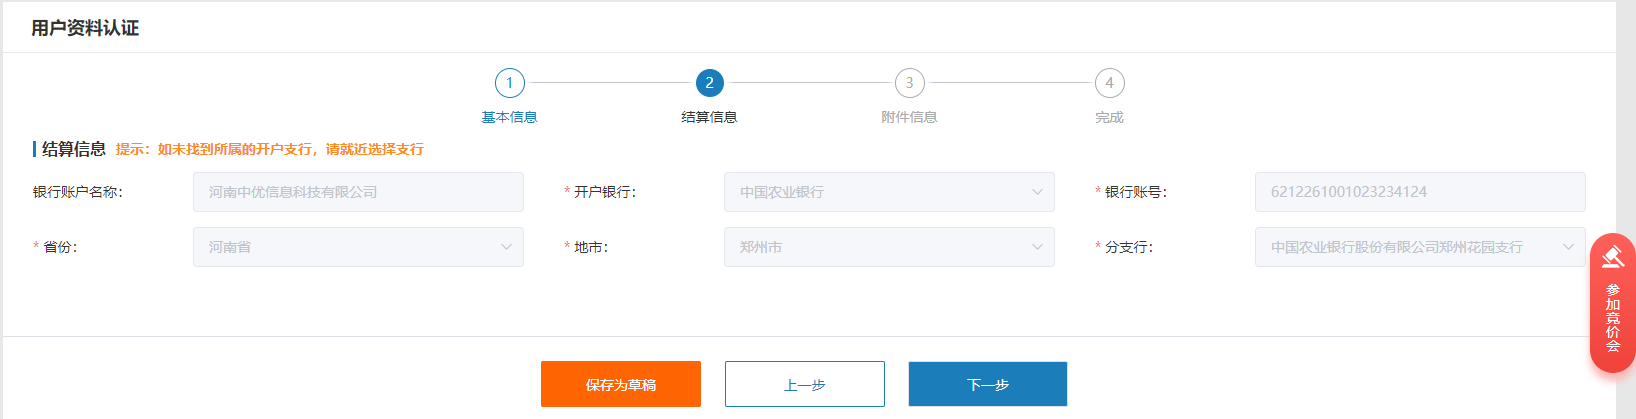 用户资料认证
1 2 3 4
基本信息 结算信息 附件信息 完成
结算信息 提示：如未找到所属的开户支行，请就近选择支行
银行账户名称： 河南中优信息科技有限公司 * 开户银行： 中国农业银行 * 银行账号： 6212261001023234124
* 省份： 河南省 * 地市： 郑州市 * 分支行： 中国农业银行股份有限公司郑州花园支行
参加竞价会
保存为草稿 上一步 下一步